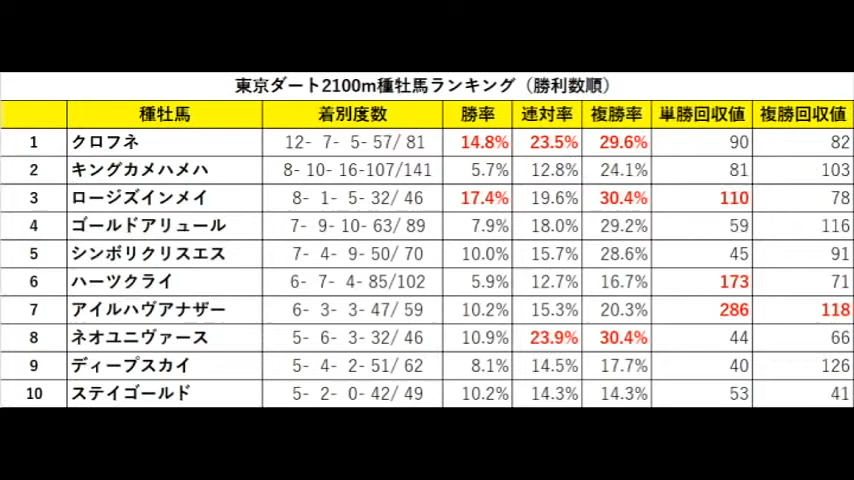 東京ダート2100m種牡馬ランキング（勝利数順）
種牡馬 着別度数 勝率 連対率 複勝率 単勝回収値 複勝回収値
1 クロフネ 12- 7- 5- 57/ 81 14.8% 23.5% 29.6% 90 82
2 キングカメハメハ 8- 10- 16-107/141 5.7% 12.8% 24.1% 81 103
3 ロージズインメイ 8- 1- 5- 32/ 46 17.4% 19.6% 30.4% 110 78
4 ゴールドアリュール 7- 9- 10- 63/ 89 7.9% 18.0% 29.2% 59 116
5 シンボリクリスエス 7- 4- 9- 50/ 70 10.0% 15.7% 28.6% 45 91
6 ハーツクライ 6- 7- 4- 85/102 5.9% 12.7% 16.7% 173 71
7 アイルハヴアナザー 6- 3- 3- 47/ 59 10.2% 15.3% 20.3% 286 118
8 ネオユニヴァース 5- 6- 3- 32/ 46 10.9% 23.9% 30.4% 44 66
9 ディープスカイ 5- 4- 2- 51/ 62 8.1% 14.5% 17.7% 40 126
10 ステイゴールド 5- 2- 0- 42/ 49 10.2% 14.3% 14.3% 53 41